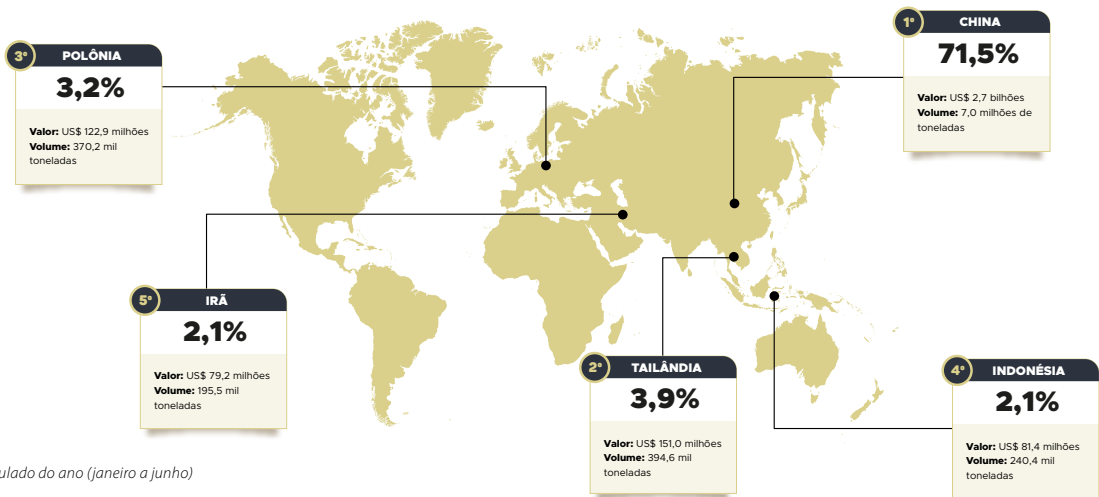 1º CHINA
71,5%
Valor: US$ 2,7 bilhões
Volume: 7,0 milhões de
toneladas
3º POLÔNIA
3,2%
Valor: US$ 122,9 milhões
Volume: 370,2 mil
toneladas
5º IRÃ
2,1%
Valor: US$ 79,2 milhões
Volume: 195,5 mil
toneladas
2º TAILÂNDIA
3,9%
Valor: US$ 151,0 milhões
Volume: 394,6 mil
toneladas
4º INDONÉSIA
2,1%
Valor: US$ 81,4 milhões
Volume: 240,4 mil
toneladas
ulado do ano (janeiro a junho)